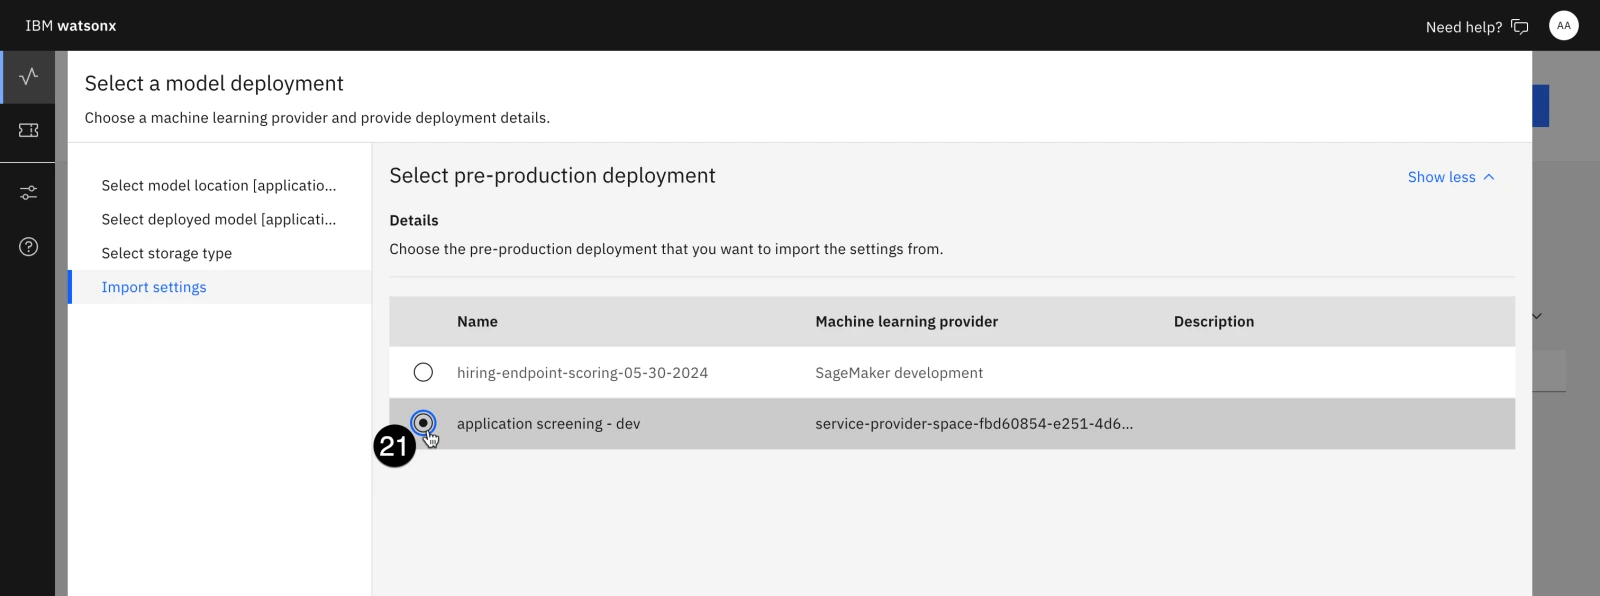 IBM watsonx
Need help?
AA
Select a model deployment
Choose a machine learning provider and provide deployment details.
Select model location [applicatio...
Select deployed model [applicati...
Select storage type
Import settings
Select pre-production deployment
Show less
Details
Choose the pre-production deployment that you want to import the settings from.
Name Machine learning provider Description
hiring-endpoint-scoring-05-30-2024 SageMaker development
application screening - dev service-provider-space-fbd60854-e251-4d6...
21